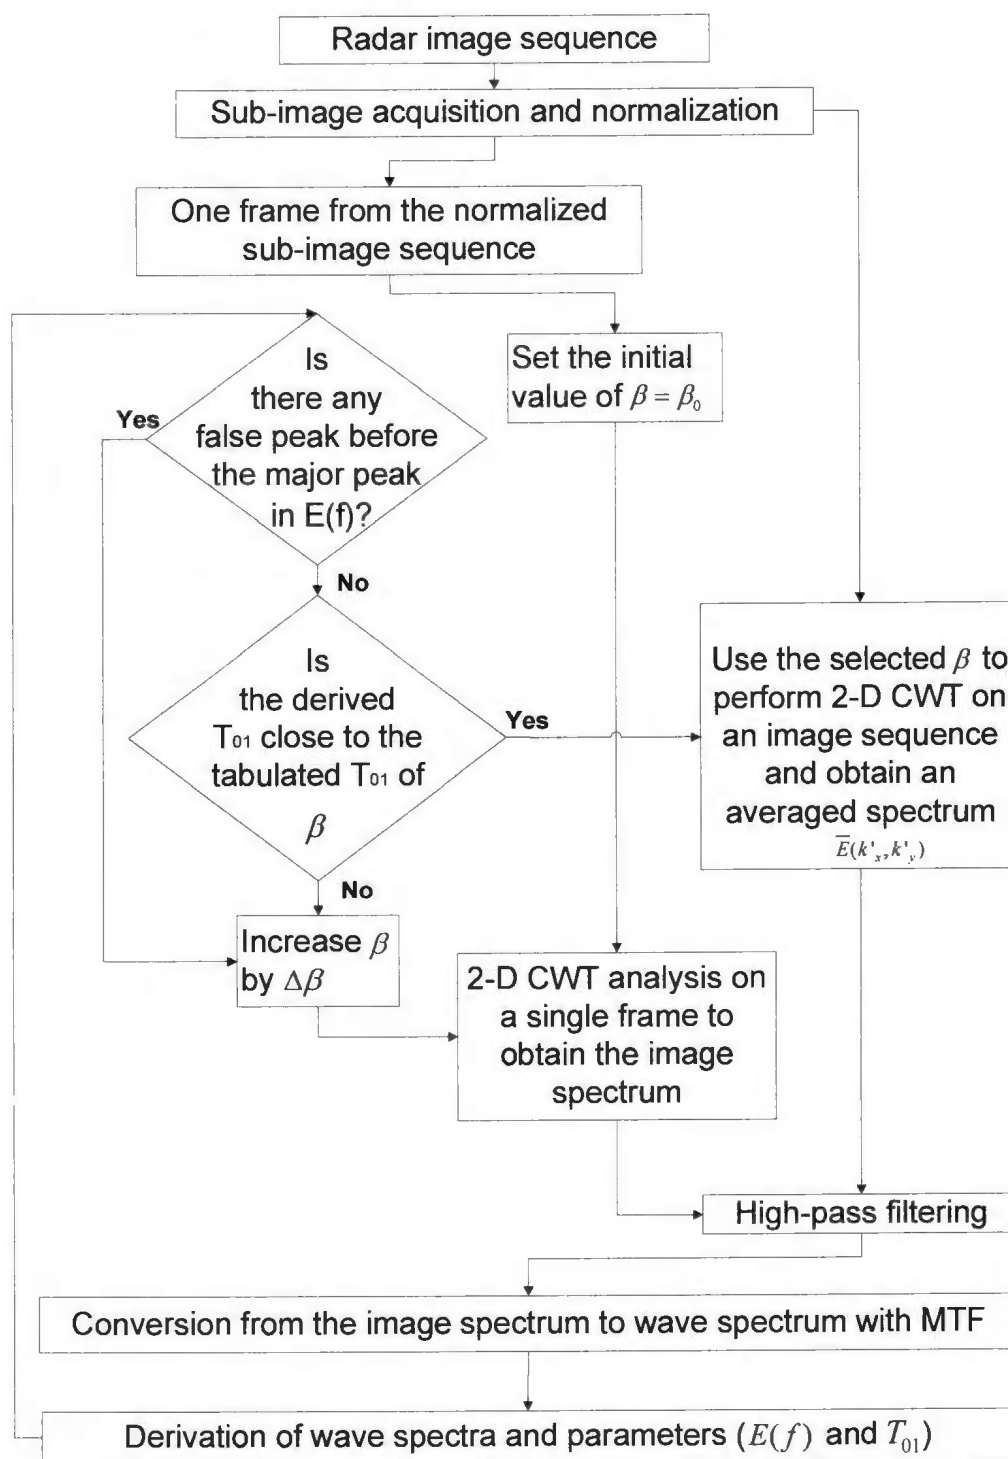 Radar image sequence
Sub-image acquisition and normalization
One frame from the normalized
sub-image sequence
Is
there any
false peak before
the major peak
in E(f)?
Yes
No
Set the initial
value of β = β₀
Is
the derived
T₀₁ close to the
tabulated T₀₁ of
β
Yes
No
Use the selected β to
perform 2-D CWT on
an image sequence
and obtain an
averaged spectrum
E̅(k'ₓ,k'ᵧ)
Increase β
by Δβ
2-D CWT analysis on
a single frame to
obtain the image
spectrum
High-pass filtering
Conversion from the image spectrum to wave spectrum with MTF
Derivation of wave spectra and parameters (E(f) and T₀₁)